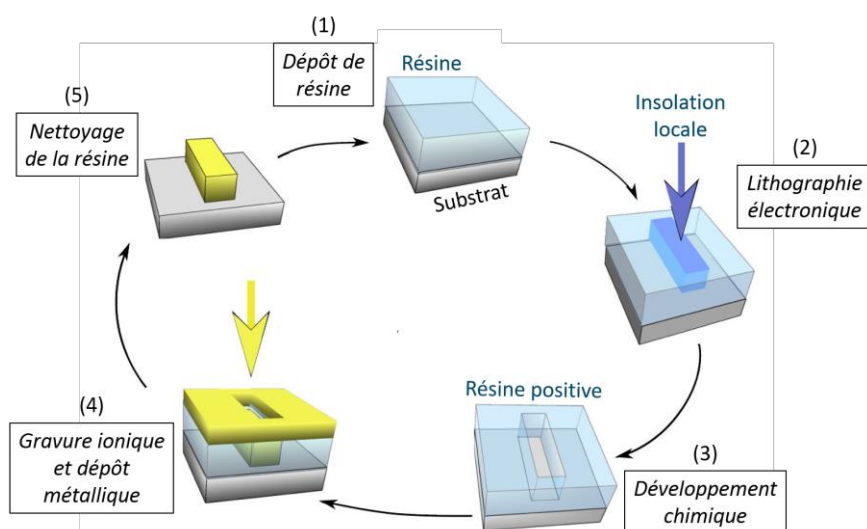 (1)
Dépôt de
résine
Résine
Substrat
Insolation
locale
(2)
Lithographie
électronique
Résine positive
(3)
Développement
chimique
(4)
Gravure ionique
et dépôt
métallique
(5)
Nettoyage
de la résine